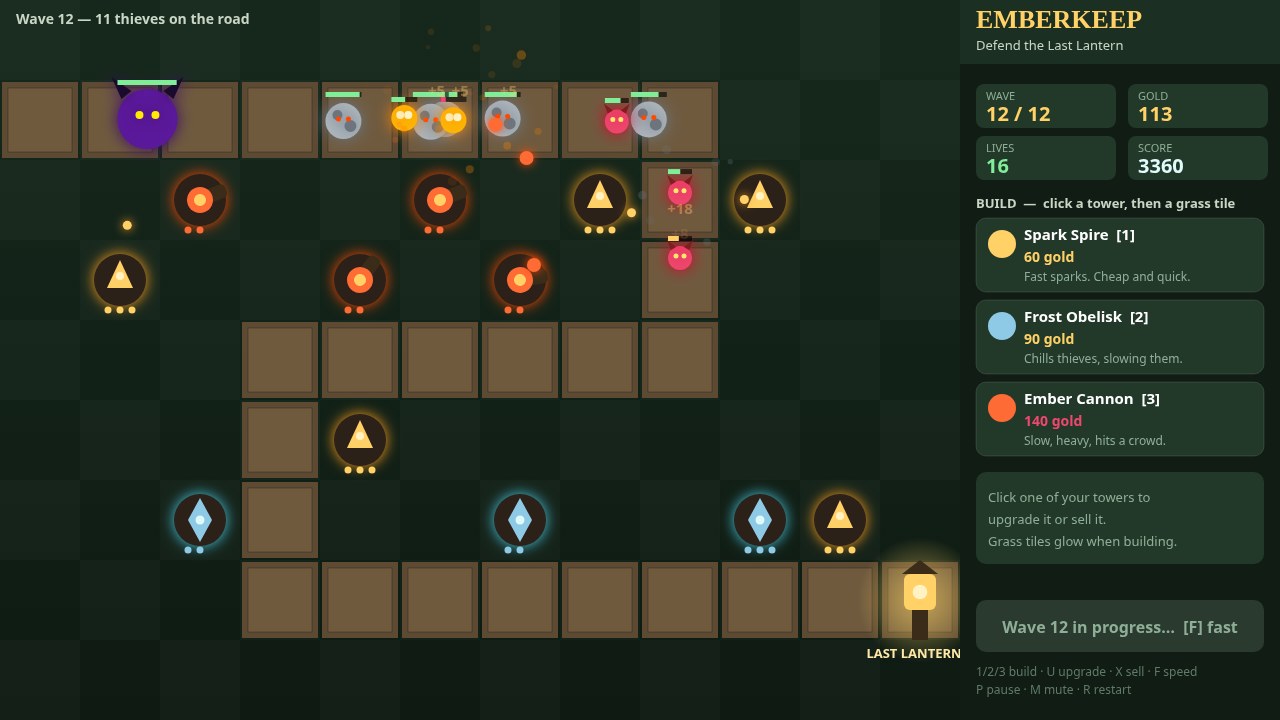 Wave 12 — 11 thieves on the road
EMBERKEEP
Defend the Last Lantern
WAVE
12 / 12
GOLD
113
LIVES
16
SCORE
3360
BUILD — click a tower, then a grass tile
Spark Spire [1]
60 gold
Fast sparks. Cheap and quick.
Frost Obelisk [2]
90 gold
Chills thieves, slowing them.
Ember Cannon [3]
140 gold
Slow, heavy, hits a crowd.
Click one of your towers to
upgrade it or sell it.
Grass tiles glow when building.
Wave 12 in progress... [F] fast
1/2/3 build · U upgrade · X sell · F speed
P pause · M mute · R restart
+5 +5 +5
+18
LAST LANTERN